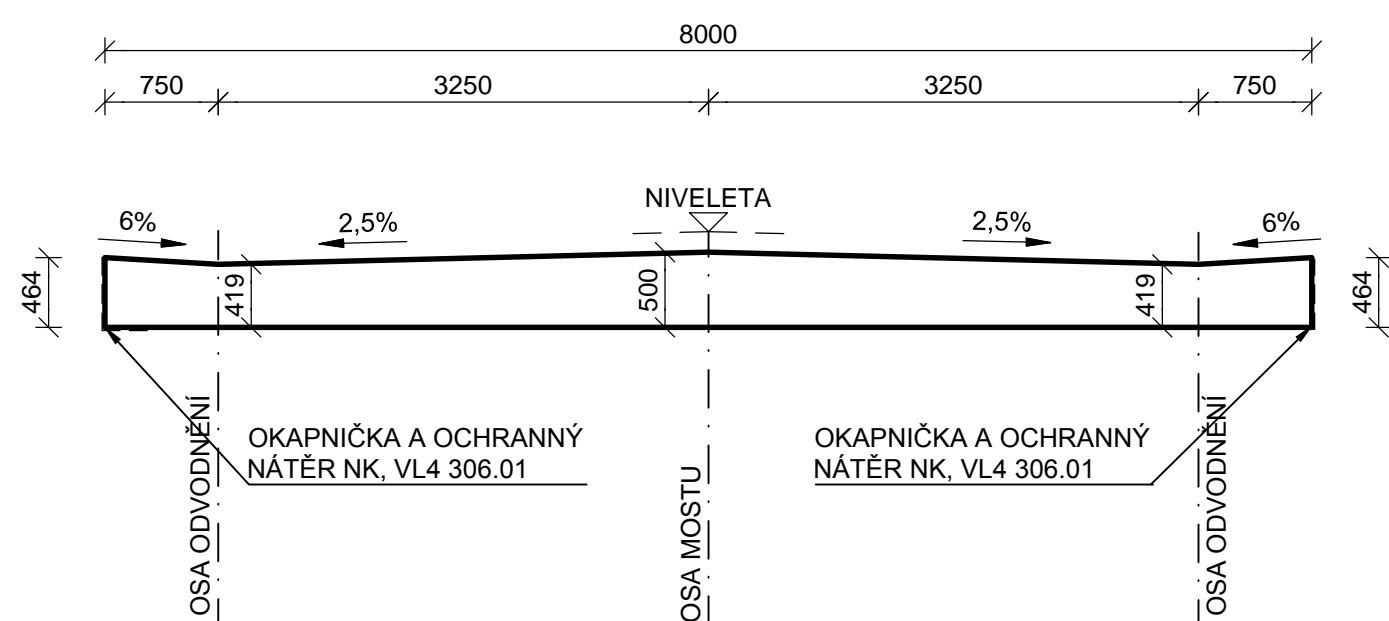 8000
750
3250
3250
750
NIVELETA
6%
2,5%
2,5%
6%
464
419
500
419
464
OKAPNIČKA A OCHRANNÝ
NÁTĚR NK, VL4 306.01
OKAPNIČKA A OCHRANNÝ
NÁTĚR NK, VL4 306.01
OSA ODVODNĚNÍ
OSA MOSTU
OSA ODVODNĚNÍ